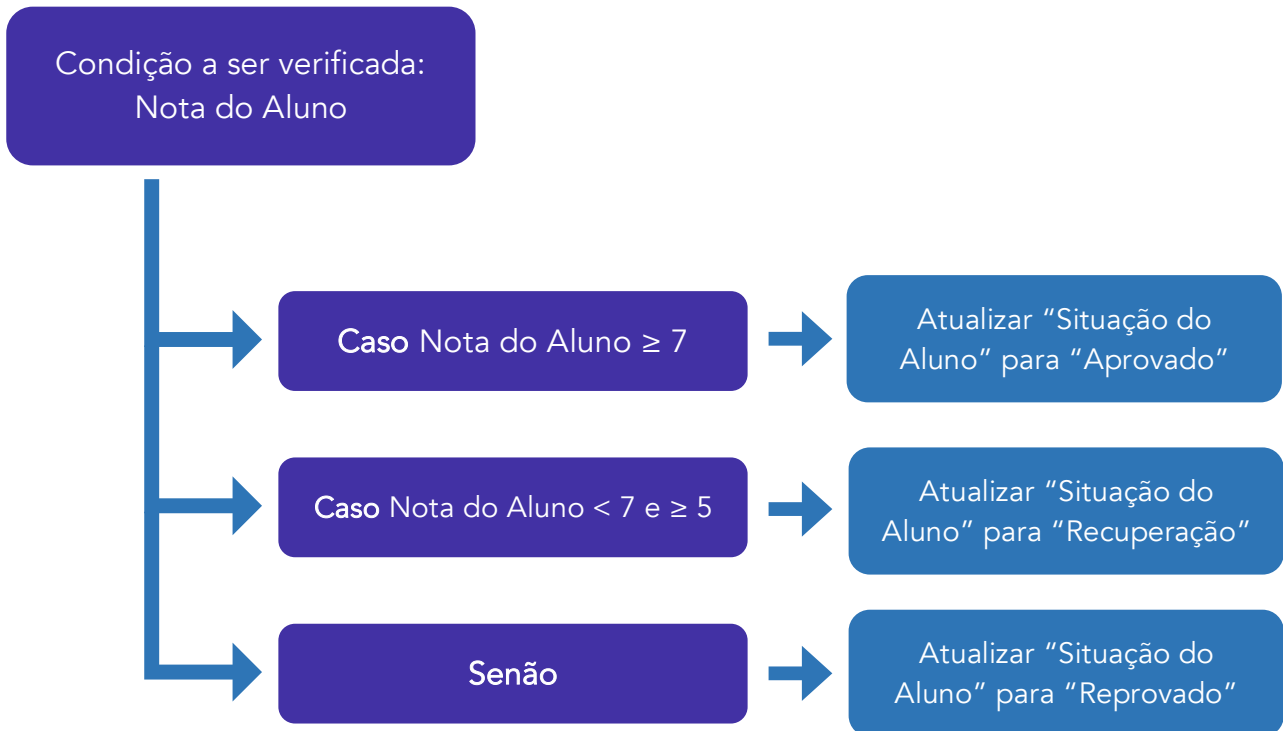 Condição a ser verificada:
Nota do Aluno
Caso Nota do Aluno ≥ 7
Atualizar “Situação do
Aluno” para “Aprovado”
Caso Nota do Aluno < 7 e ≥ 5
Atualizar “Situação do
Aluno” para “Recuperação”
Senão
Atualizar “Situação do
Aluno” para “Reprovado”